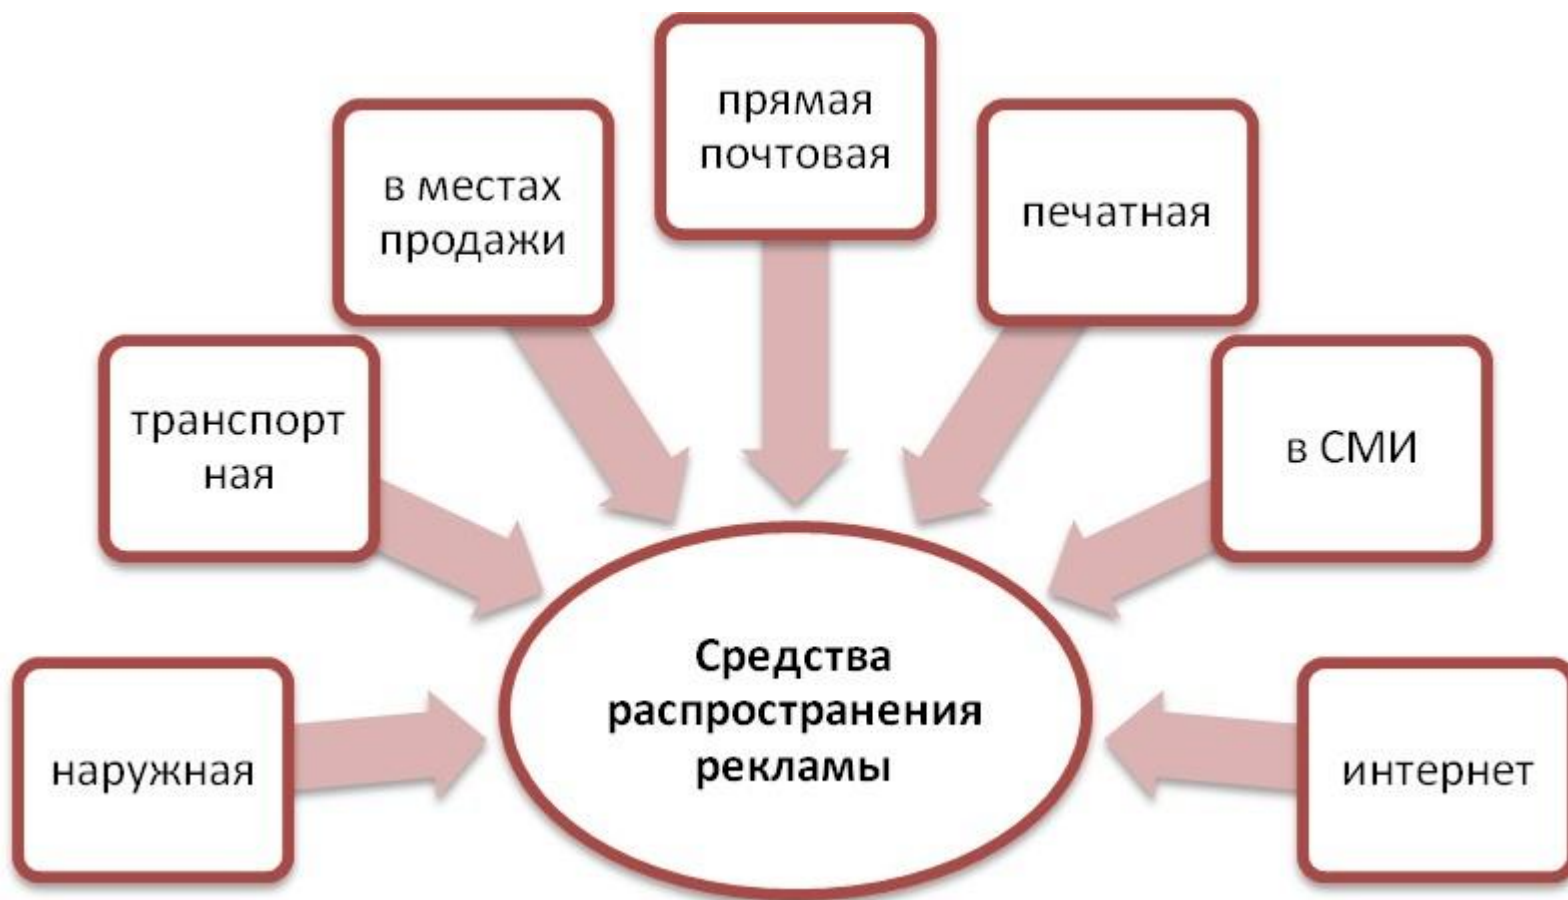 прямая
почтовая
в местах
продажи
печатная
транспорт
ная
в СМИ
Средства
распространения
рекламы
наружная
интернет